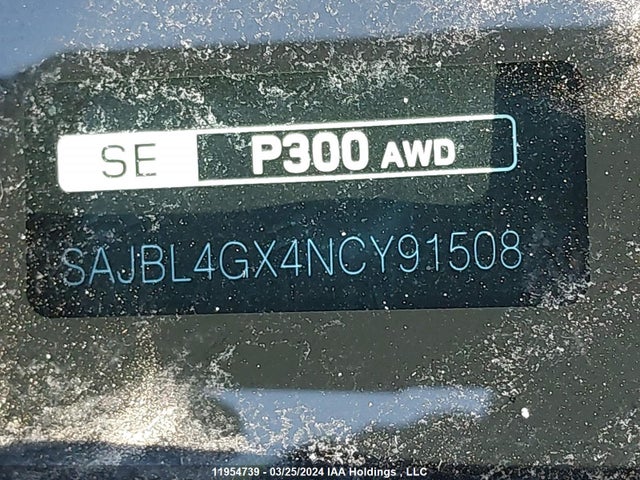 SE P300 AWD
SAJBL4GX4NCY91508
11954739 - 03/25/2024 IAA Holdings , LLC